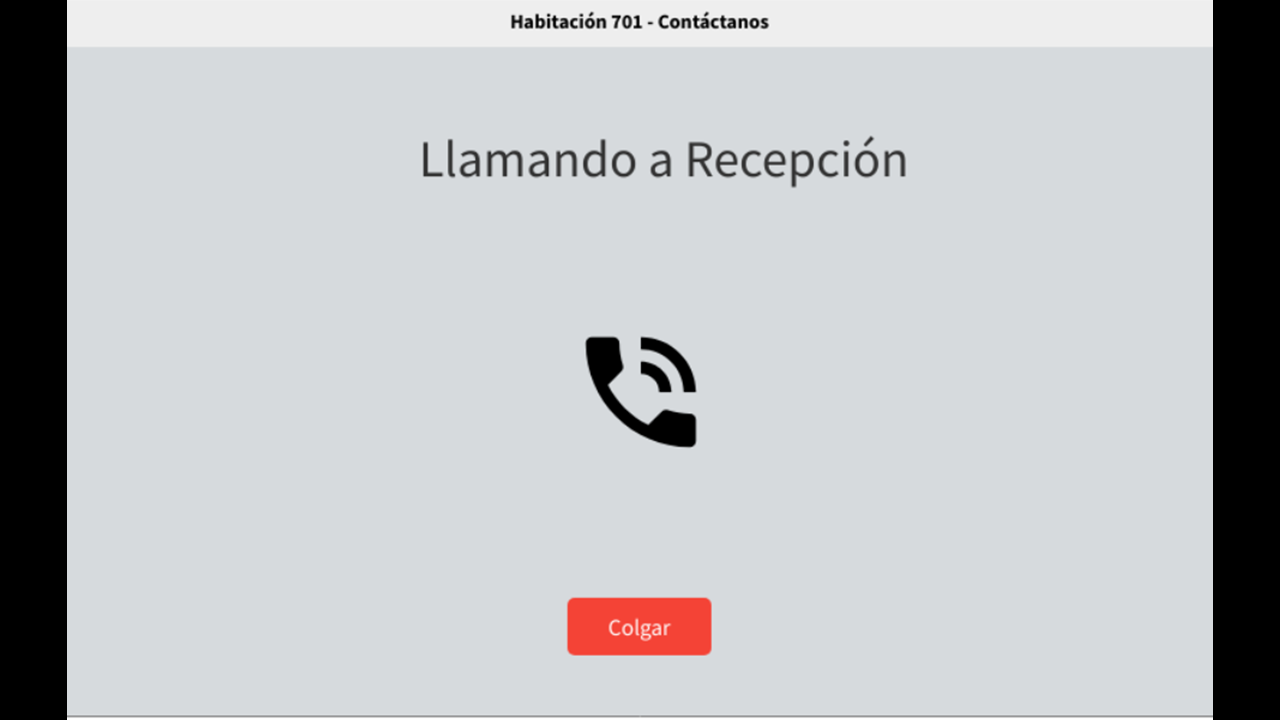 Habitación 701 - Contáctanos
Llamando a Recepción
Colgar